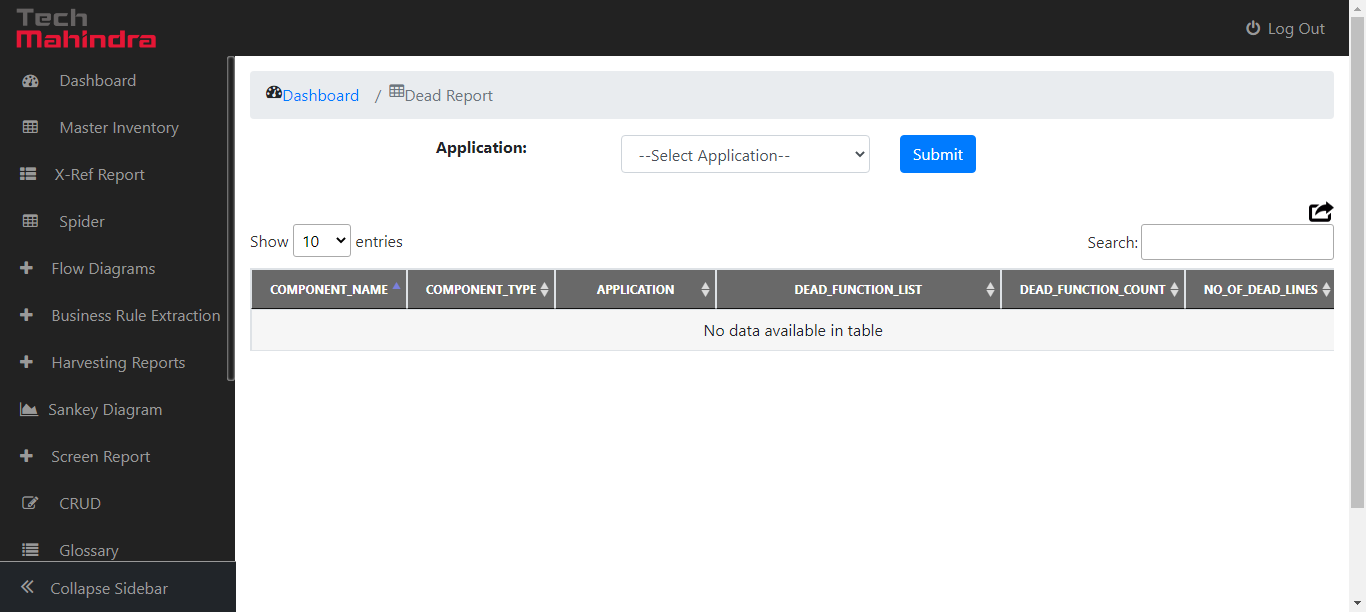 Tech
Mahindra
Log Out
Dashboard
Master Inventory
X-Ref Report
Spider
Flow Diagrams
Business Rule Extraction
Harvesting Reports
Sankey Diagram
Screen Report
CRUD
Glossary
Collapse Sidebar
Dashboard / Dead Report
Application: --Select Application-- Submit
Show 10 entries Search:
COMPONENT_NAME COMPONENT_TYPE APPLICATION DEAD_FUNCTION_LIST DEAD_FUNCTION_COUNT NO_OF_DEAD_LINES
No data available in table